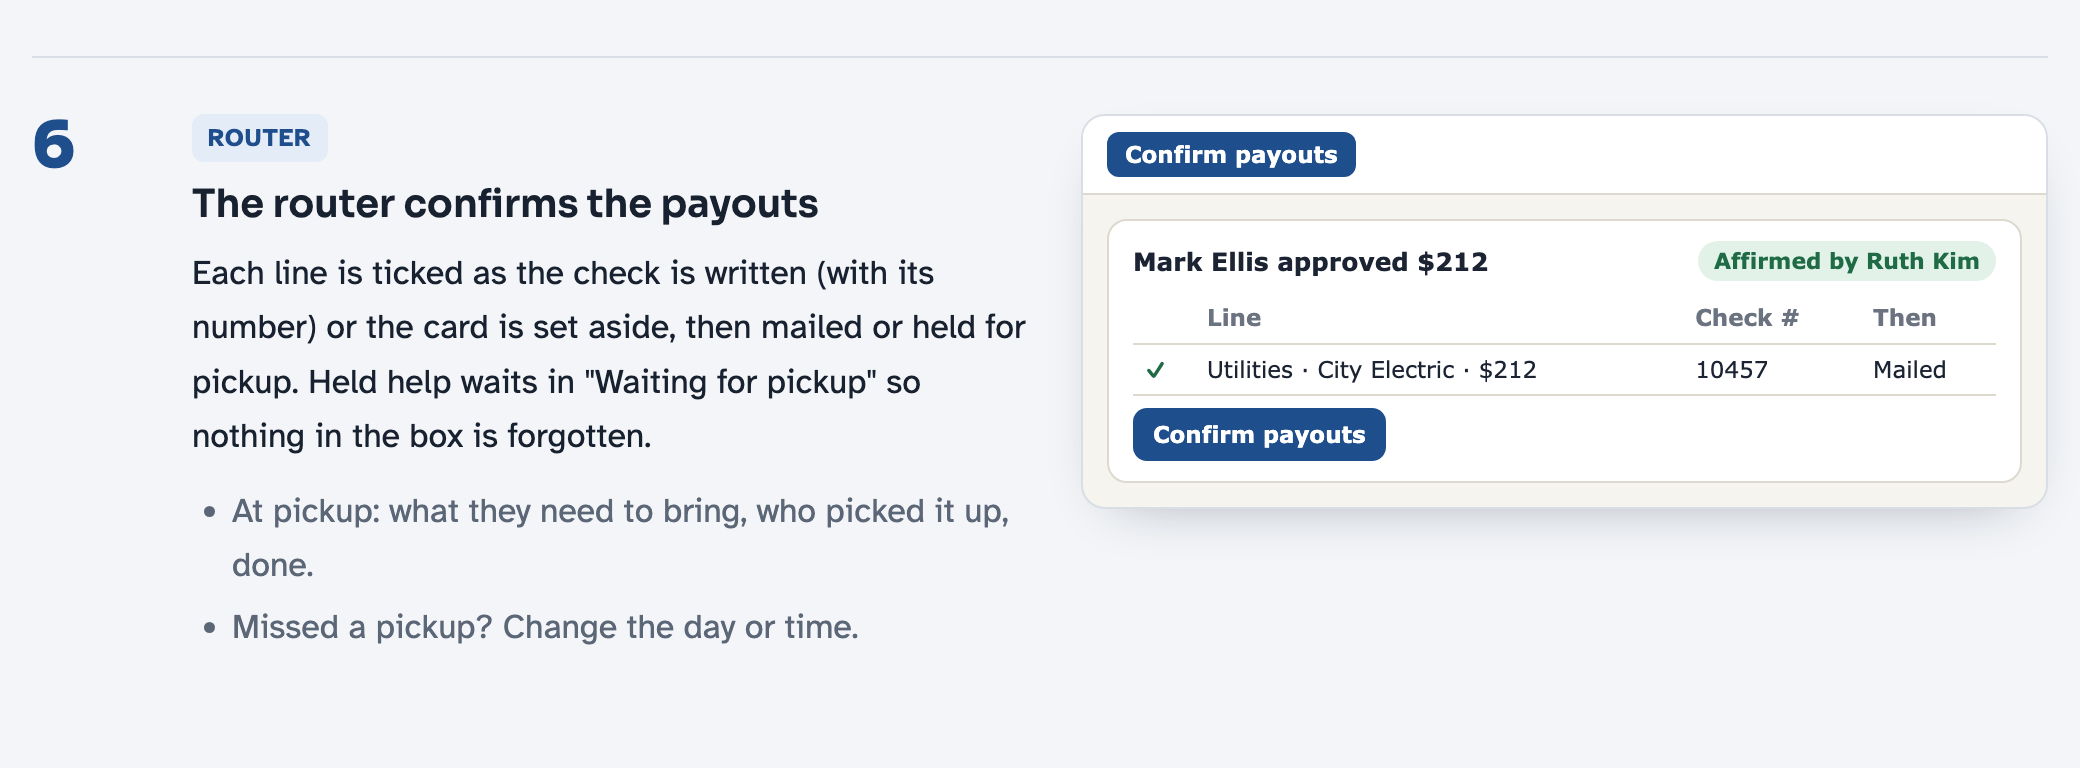 6
ROUTER
The router confirms the payouts
Each line is ticked as the check is written (with its
number) or the card is set aside, then mailed or held for
pickup. Held help waits in "Waiting for pickup" so
nothing in the box is forgotten.
• At pickup: what they need to bring, who picked it up,
done.
• Missed a pickup? Change the day or time.
Confirm payouts
Mark Ellis approved $212 Affirmed by Ruth Kim
Line Check # Then
✓ Utilities · City Electric · $212 10457 Mailed
Confirm payouts